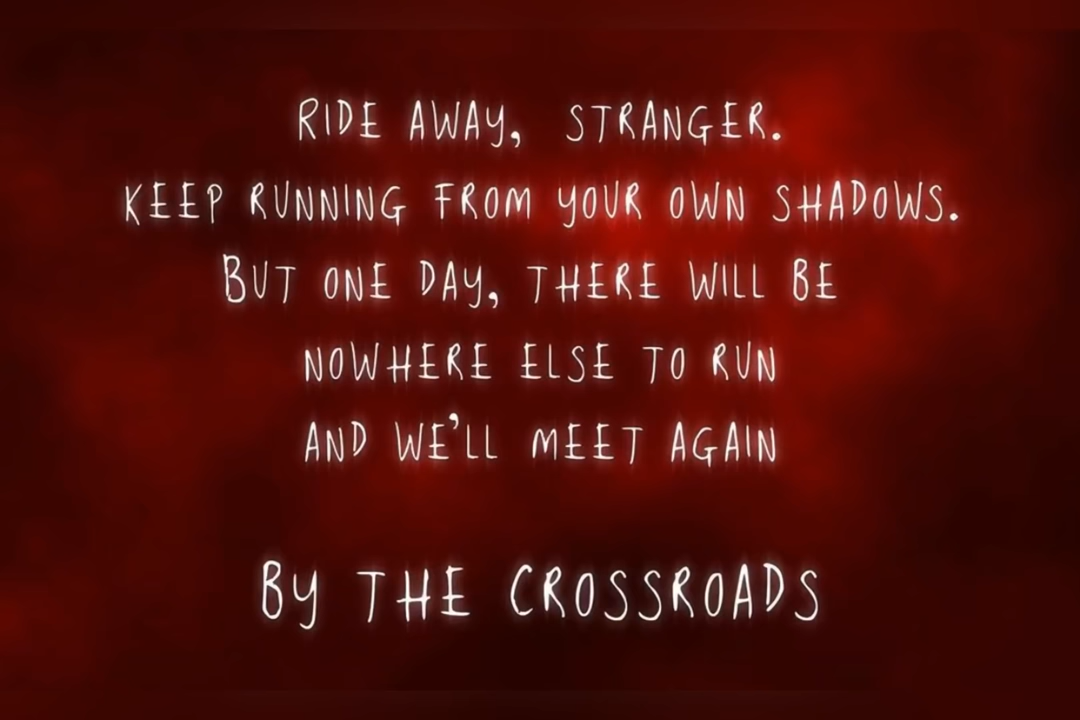 RIDE AWAY, STRANGER.
KEEP RUNNING FROM YOUR OWN SHADOWS.
BUT ONE DAY, THERE WILL BE
NOWHERE ELSE TO RUN
AND WE'LL MEET AGAIN
BY THE CROSSROADS